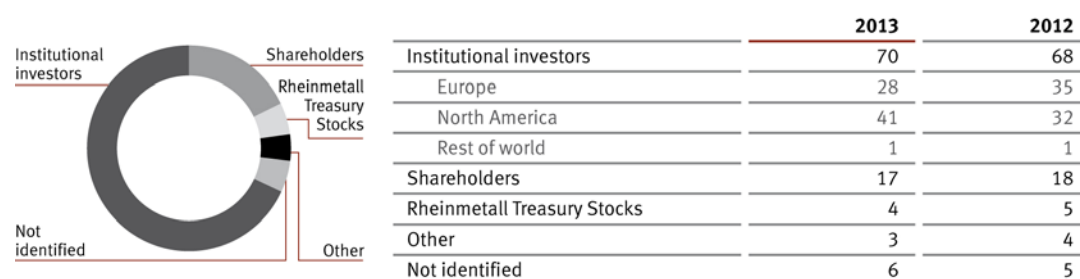 Institutional
investors
Shareholders
Rheinmetall
Treasury
Stocks
Not
identified
Other
2013 2012
Institutional investors 70 68
Europe 28 35
North America 41 32
Rest of world 1 1
Shareholders 17 18
Rheinmetall Treasury Stocks 4 5
Other 3 4
Not identified 6 5